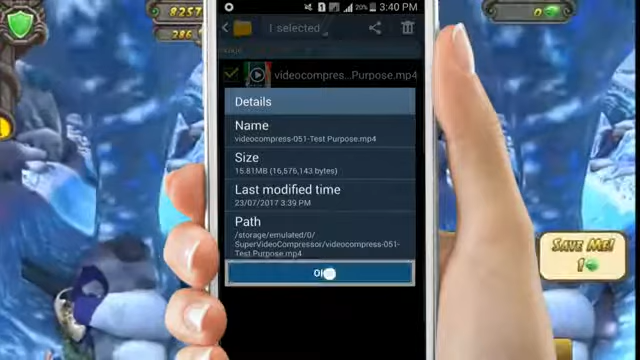 8257
286
20% 3:40 PM
1 selected
0
videocompres...Purpose.mp4
Details
Name
videocompress-051-Test Purpose.mp4
Size
15.81MB (16,576,143 bytes)
Last modified time
23/07/2017 3:39 PM
Path
/storage/emulated/0/
SuperVideoCompressor/videocompress-051-
Test Purpose.mp4
SAVE ME!
1